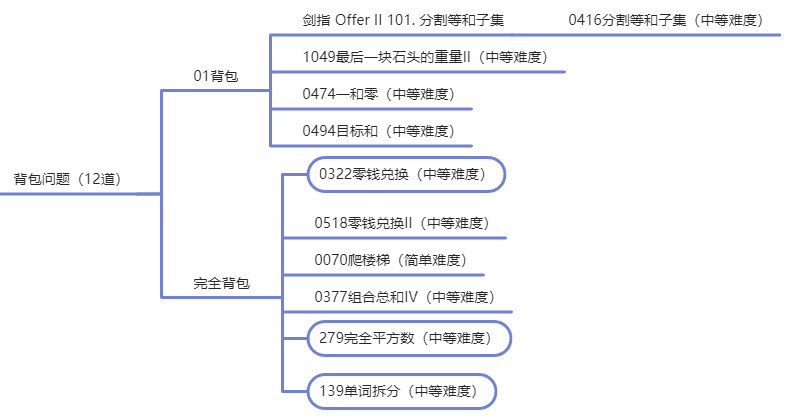 剑指 Offer II 101. 分割等和子集
0416分割等和子集（中等难度）
1049最后一块石头的重量II（中等难度）
01背包
0474一和零（中等难度）
0494目标和（中等难度）
背包问题（12道）
0322零钱兑换（中等难度）
0518零钱兑换II（中等难度）
0070爬楼梯（简单难度）
完全背包
0377组合总和IV（中等难度）
279完全平方数（中等难度）
139单词拆分（中等难度）